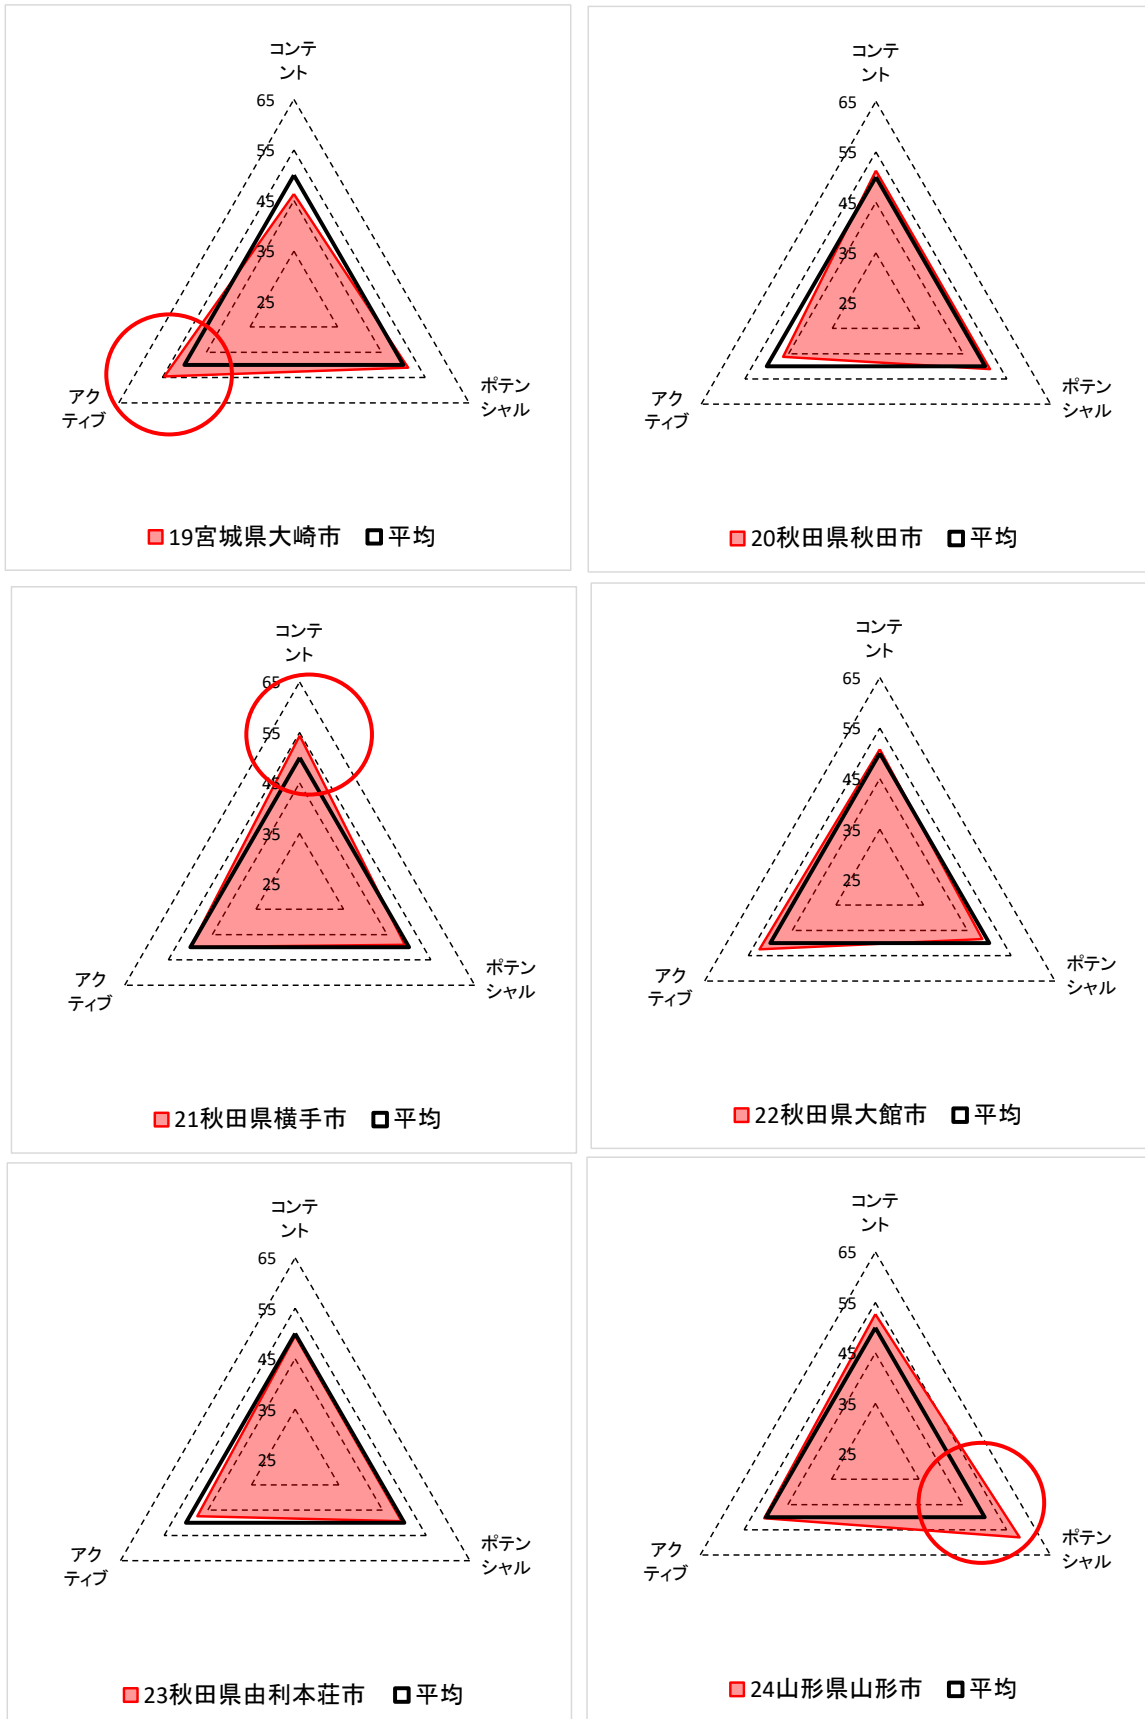 コンテ
ント
65
55
45
35
25
アク
ティブ
ポテン
シャル
19宮城県大崎市 平均
コンテ
ント
65
55
45
35
25
アク
ティブ
ポテン
シャル
20秋田県秋田市 平均
コンテ
ント
65
55
45
35
25
アク
ティブ
ポテン
シャル
21秋田県横手市 平均
コンテ
ント
65
55
45
35
25
アク
ティブ
ポテン
シャル
22秋田県大館市 平均
コンテ
ント
65
55
45
35
25
アク
ティブ
ポテン
シャル
23秋田県由利本荘市 平均
コンテ
ント
65
55
45
35
25
アク
ティブ
ポテン
シャル
24山形県山形市 平均